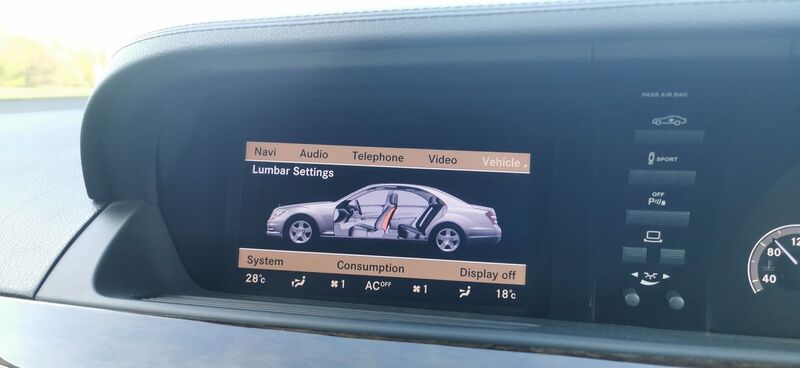 PASS AIR BAG
Navi Audio Telephone Video Vehicle
Lumbar Settings
SPORT
OFF
P
System Consumption Display off
28°C 1 AC OFF 1 18°C
120
80
40